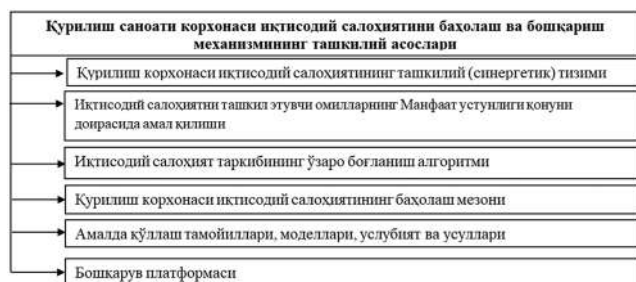 Қурилиш саноати корхонаси иқтисодий салоҳиятини баҳолаш ва бошқариш
механизмининг ташкилий асослари
Қурилиш корхонаси иқтисодий салоҳиятининг ташкилий (синергетик) тизими
Иқтисодий салоҳиятни ташкил этувчи омилларнинг Манфаат устунлиги қонуни
доирасида амал қилиши
Иқтисодий салоҳият таркибининг ўзаро боғланиш алгоритми
Қурилиш корхонаси иқтисодий салоҳиятининг баҳолаш мезони
Амалда қўллаш тамойиллари, моделлари, услубият ва усуллари
Бошқарув платформаси